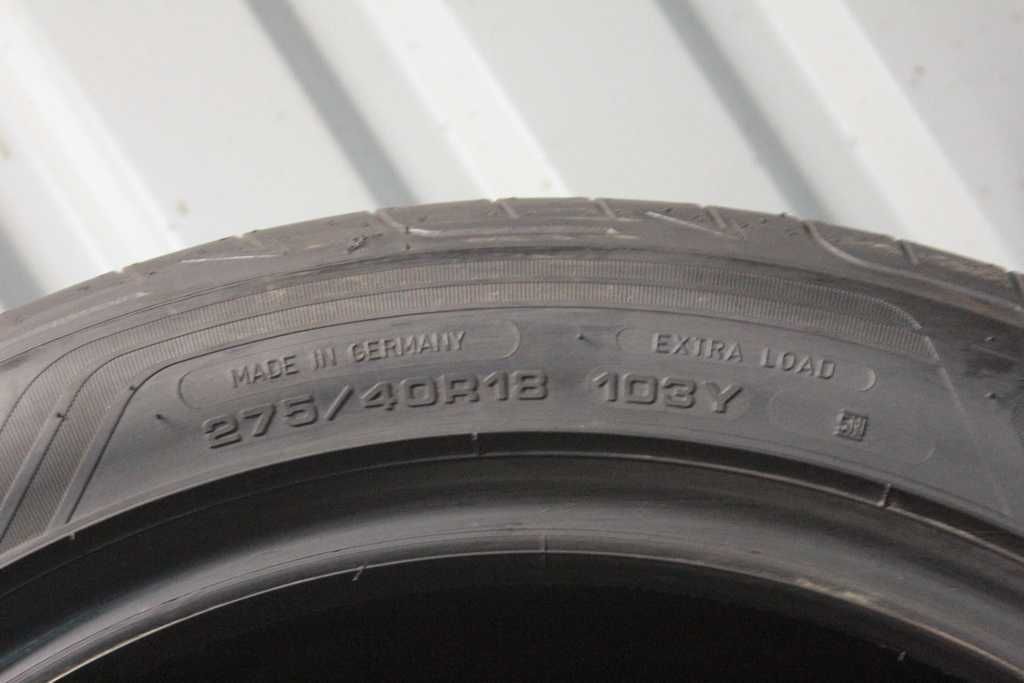 MADE IN GERMANY
EXTRA LOAD
275/40R18 103Y